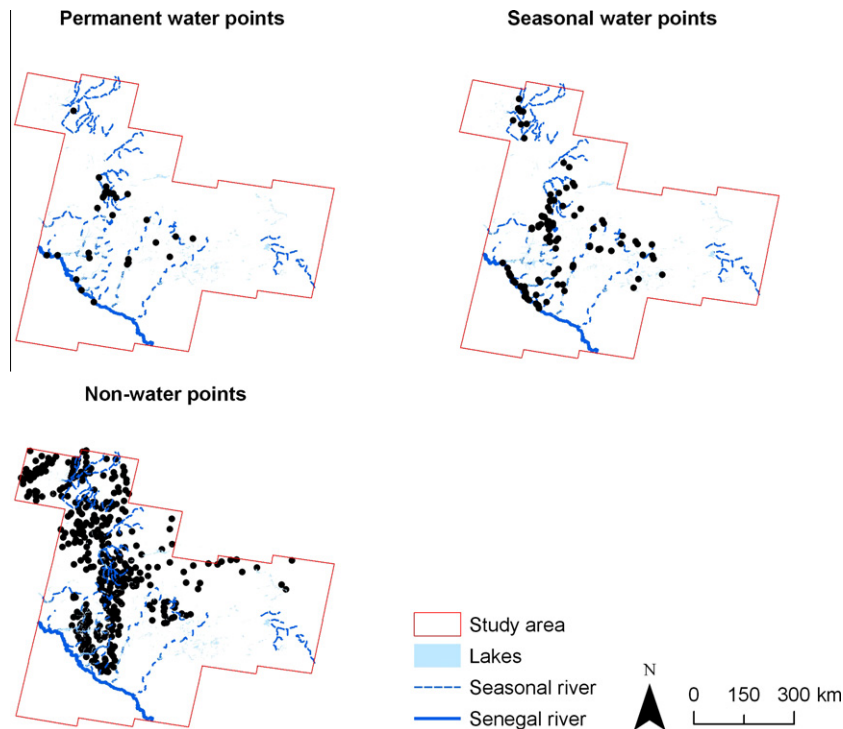 Permanent water points
Seasonal water points
Non-water points
Study area
Lakes
Seasonal river
Senegal river
N
0 150 300 km